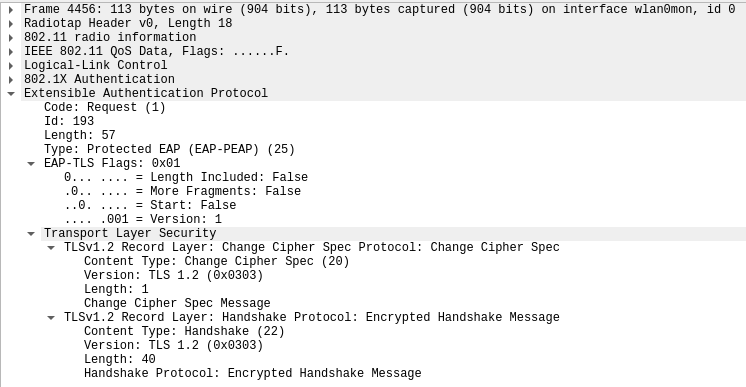 Frame 4456: 113 bytes on wire (904 bits), 113 bytes captured (904 bits) on interface wlan0mon, id 0
Radiotap Header v0, Length 18
802.11 radio information
IEEE 802.11 QoS Data, Flags: ......F.
Logical-Link Control
802.1X Authentication
Extensible Authentication Protocol
Code: Request (1)
Id: 193
Length: 57
Type: Protected EAP (EAP-PEAP) (25)
EAP-TLS Flags: 0x01
0... .... = Length Included: False
.0.. .... = More Fragments: False
..0. .... = Start: False
.... .001 = Version: 1
Transport Layer Security
TLSv1.2 Record Layer: Change Cipher Spec Protocol: Change Cipher Spec
Content Type: Change Cipher Spec (20)
Version: TLS 1.2 (0x0303)
Length: 1
Change Cipher Spec Message
TLSv1.2 Record Layer: Handshake Protocol: Encrypted Handshake Message
Content Type: Handshake (22)
Version: TLS 1.2 (0x0303)
Length: 40
Handshake Protocol: Encrypted Handshake Message